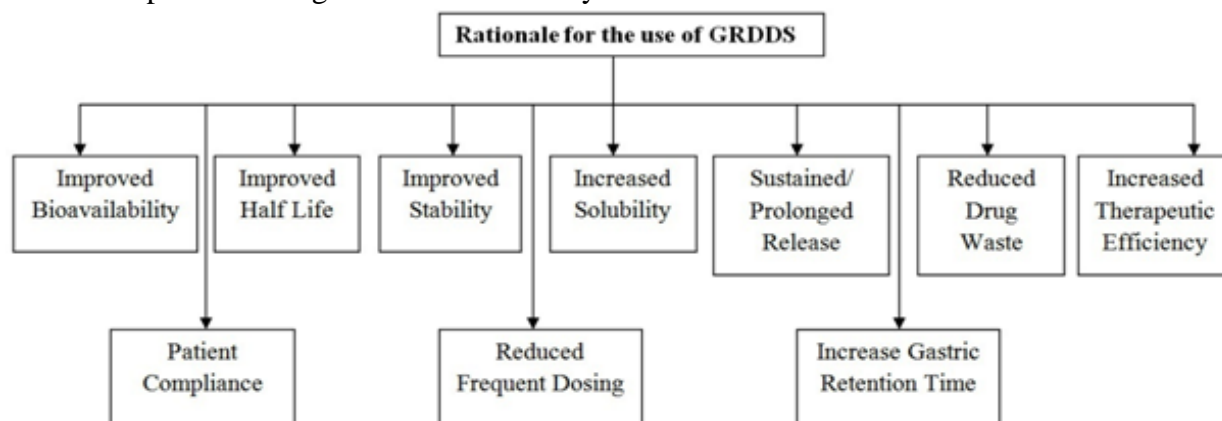 Rationale for the use of GRDDS
Improved
Bioavailability
Improved
Half Life
Improved
Stability
Increased
Solubility
Sustained/
Prolonged
Release
Reduced
Drug
Waste
Increased
Therapeutic
Efficiency
Patient
Compliance
Reduced
Frequent Dosing
Increase Gastric
Retention Time